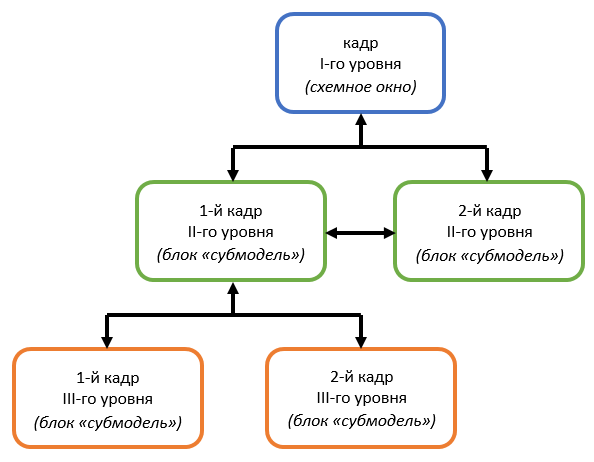 кадр
I-го уровня
(схемное окно)
1-й кадр
II-го уровня
(блок «субмодель»)
2-й кадр
II-го уровня
(блок «субмодель»)
1-й кадр
III-го уровня
(блок «субмодель»)
2-й кадр
III-го уровня
(блок «субмодель»)